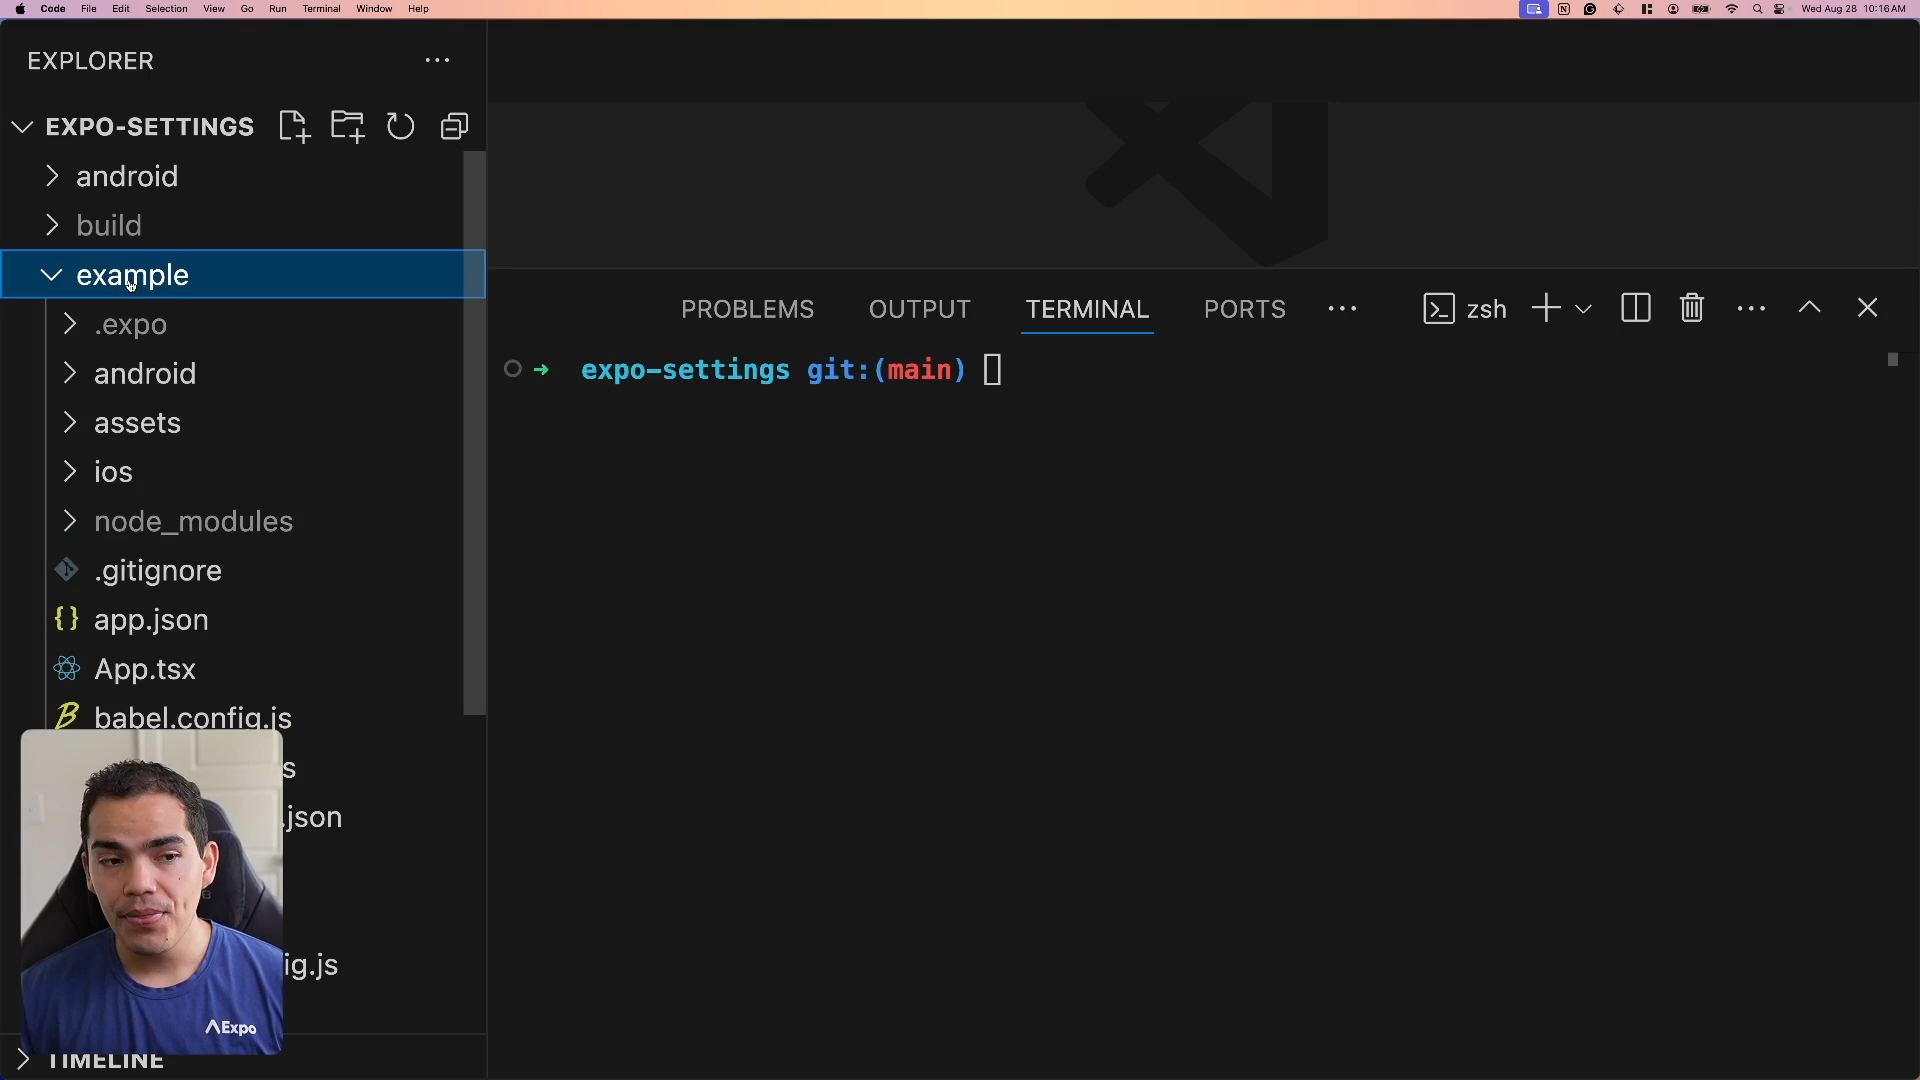 Code File Edit Selection View Go Run Terminal Window Help
Wed Aug 28 10:16 AM
EXPLORER
EXPO-SETTINGS
android
build
example
.expo
android
assets
ios
node_modules
.gitignore
app.json
App.tsx
babel.config.js
s
.json
ig.js
TIMELINE
PROBLEMS OUTPUT TERMINAL PORTS
zsh
expo-settings git:(main)
Expo